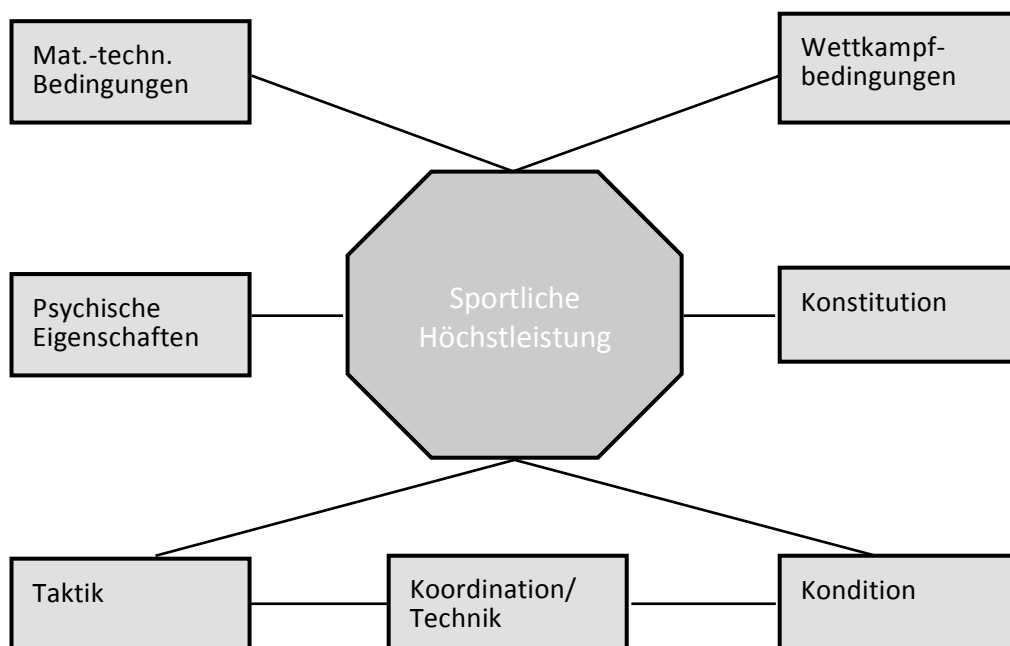 Mat.-techn.
Bedingungen
Wettkampf-
bedingungen
Psychische
Eigenschaften
Sportliche
Höchstleistung
Konstitution
Taktik
Koordination/
Technik
Kondition